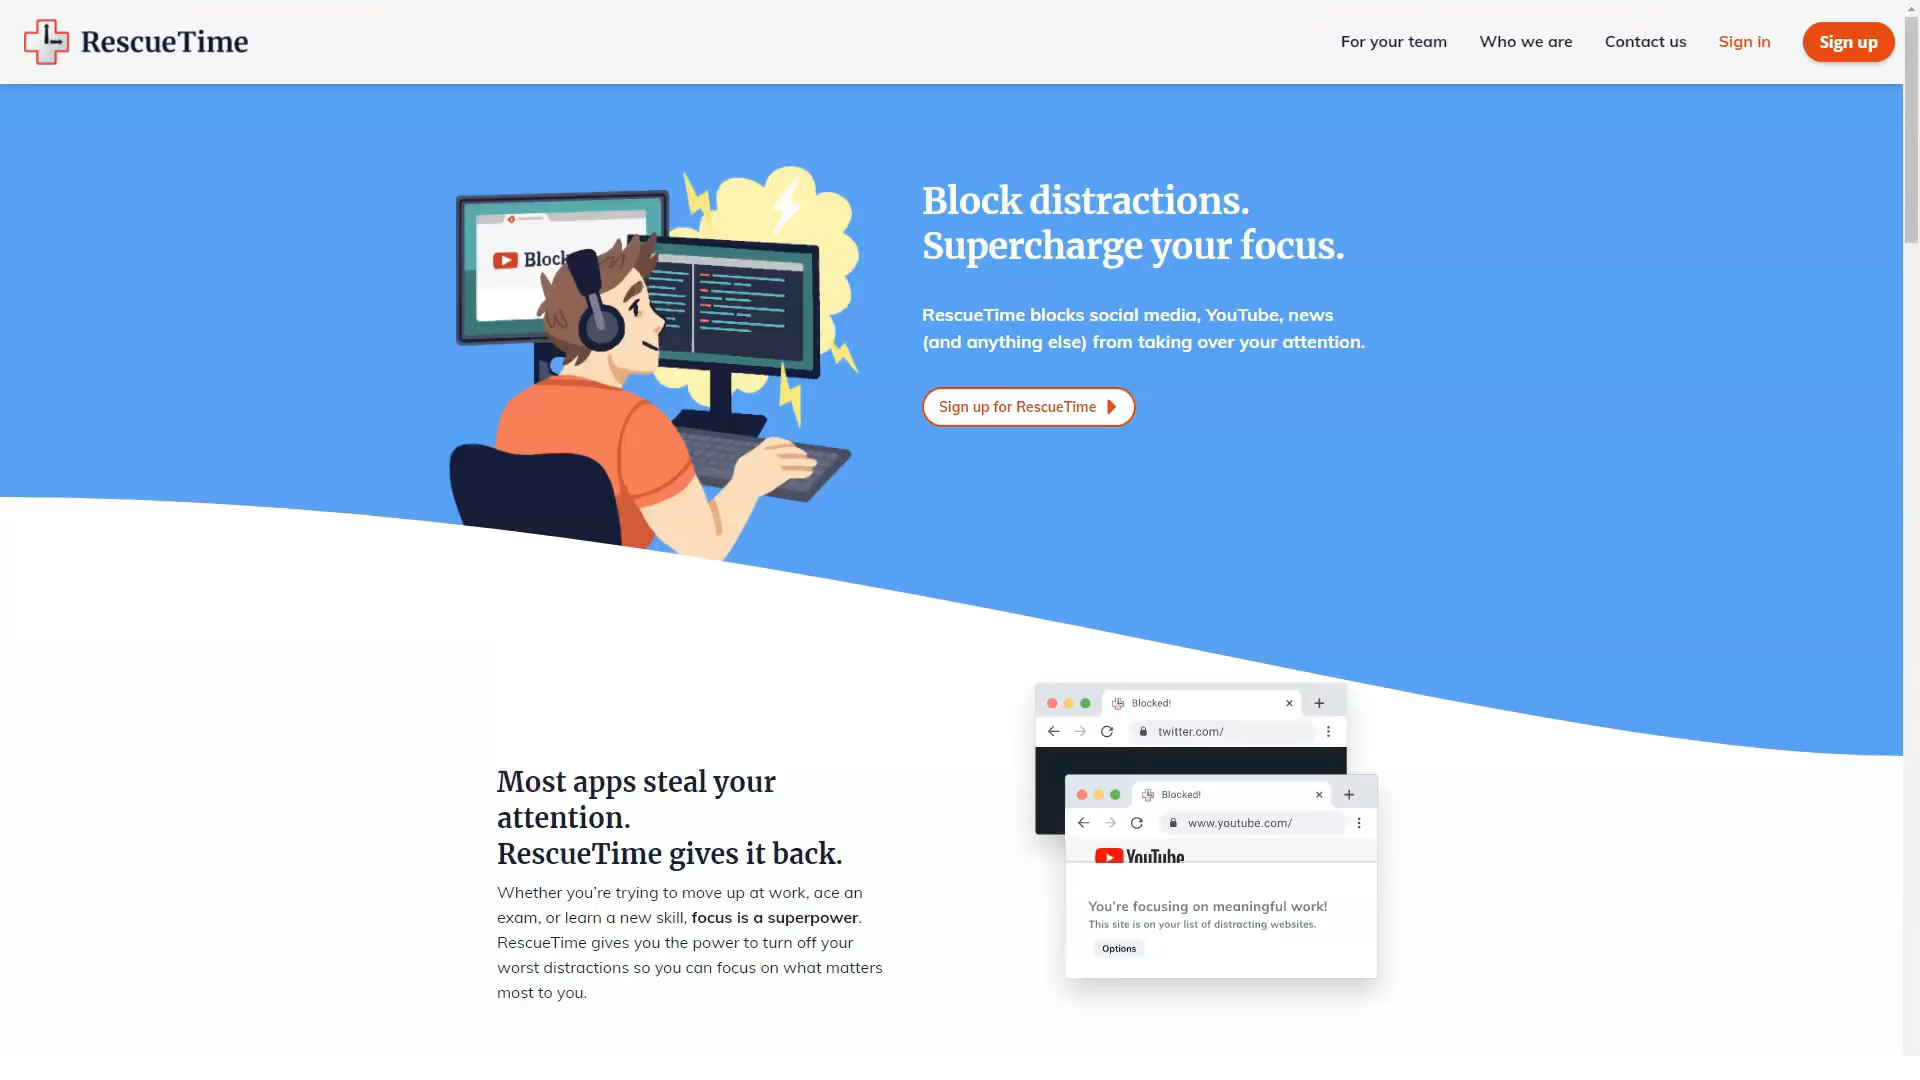 RescueTime
For your team
Who we are
Contact us
Sign in
Sign up
Block
Block distractions.
Supercharge your focus.
RescueTime blocks social media, YouTube, news
(and anything else) from taking over your attention.
Sign up for RescueTime
Blocked!
twitter.com/
Blocked!
www.youtube.com/
YouTube
You're focusing on meaningful work!
This site is on your list of distracting websites.
Options
Most apps steal your
attention.
RescueTime gives it back.
Whether you’re trying to move up at work, ace an
exam, or learn a new skill, focus is a superpower.
RescueTime gives you the power to turn off your
worst distractions so you can focus on what matters
most to you.